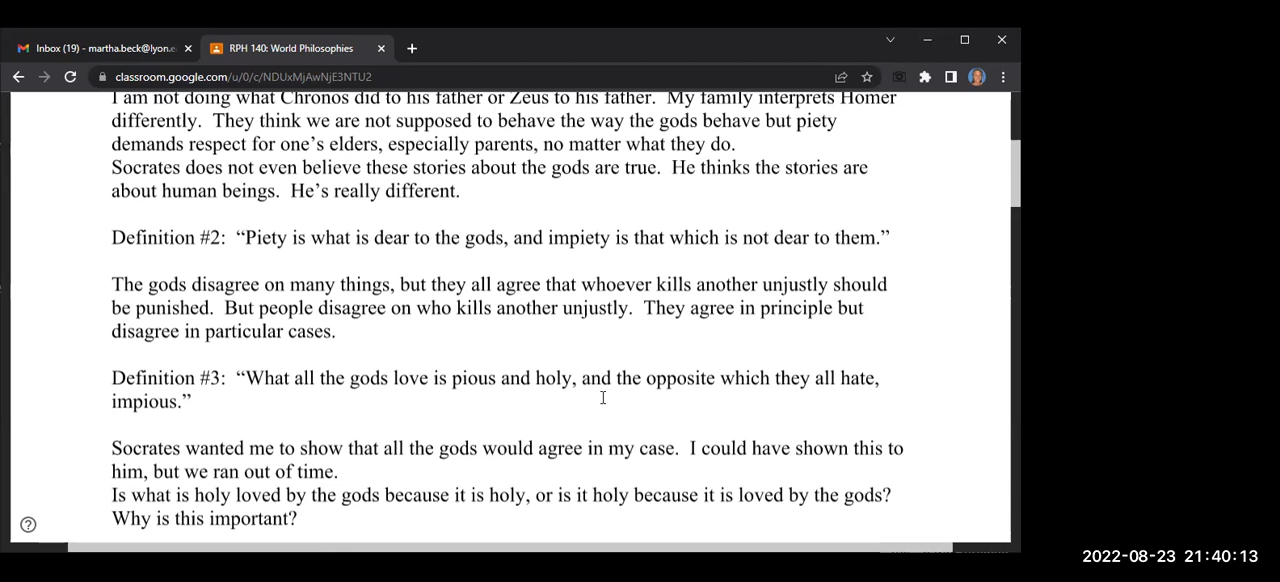 Inbox (19) - martha.beck@lyon.e
RPH 140: World Philosophies
classroom.google.com/u/0/c/NDUxMjAwNjE3NTU2
I am not doing what Chronos did to his father or Zeus to his father.  My family interprets Homer
differently.  They think we are not supposed to behave the way the gods behave but piety
demands respect for one’s elders, especially parents, no matter what they do.
Socrates does not even believe these stories about the gods are true.  He thinks the stories are
about human beings.  He’s really different.
Definition #2:  “Piety is what is dear to the gods, and impiety is that which is not dear to them.”
The gods disagree on many things, but they all agree that whoever kills another unjustly should
be punished.  But people disagree on who kills another unjustly.  They agree in principle but
disagree in particular cases.
Definition #3:  “What all the gods love is pious and holy, and the opposite which they all hate,
impious.”
Socrates wanted me to show that all the gods would agree in my case.  I could have shown this to
him, but we ran out of time.
Is what is holy loved by the gods because it is holy, or is it holy because it is loved by the gods?
Why is this important?
2022-08-23 21:40:13